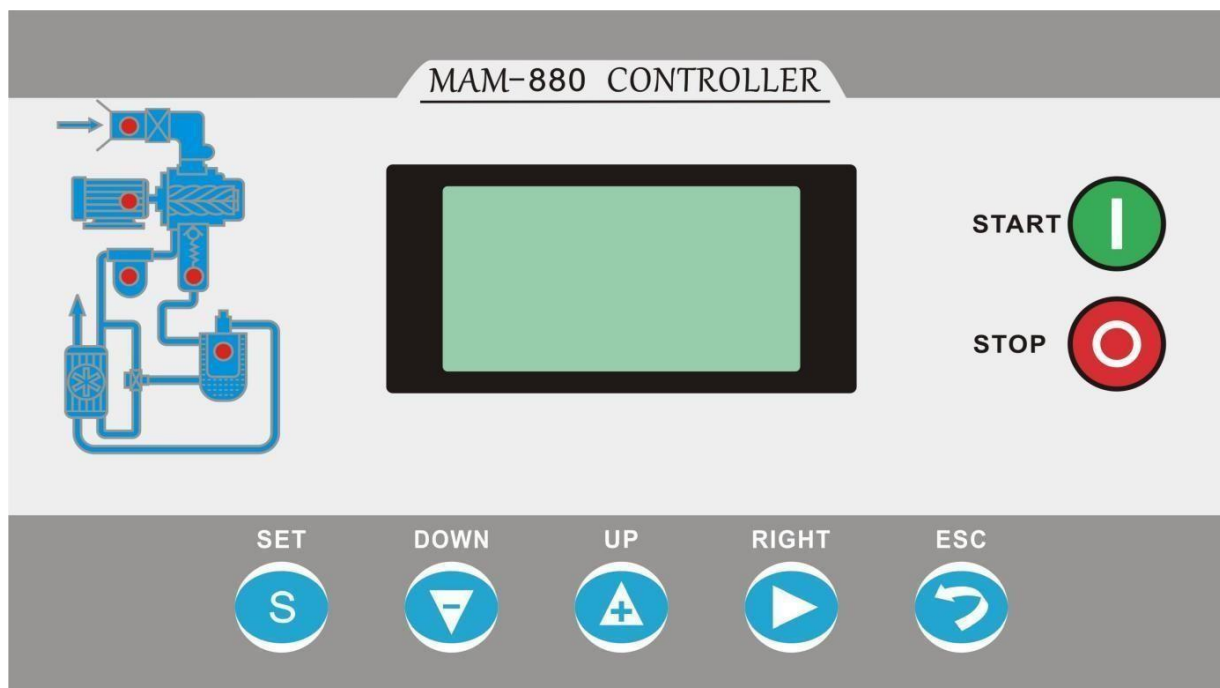 MAM-880 CONTROLLER
START
STOP
SET DOWN UP RIGHT ESC
S - +